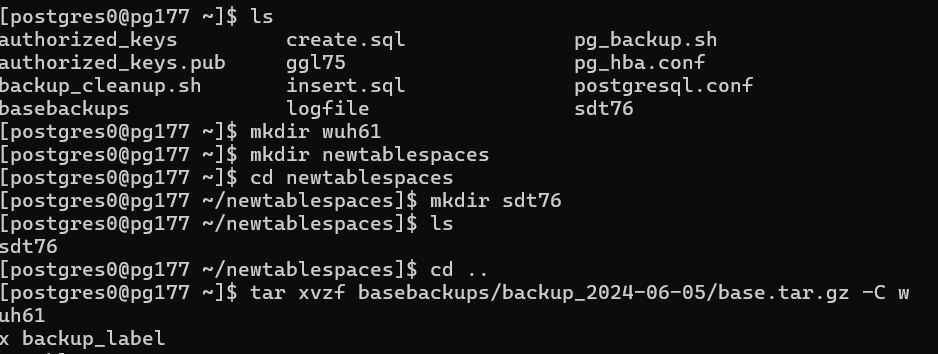 [postgres0@pg177 ~]$ ls
authorized_keys create.sql pg_backup.sh
authorized_keys.pub ggl75 pg_hba.conf
backup_cleanup.sh insert.sql postgresql.conf
basebackups logfile sdt76
[postgres0@pg177 ~]$ mkdir wuh61
[postgres0@pg177 ~]$ mkdir newtablespaces
[postgres0@pg177 ~]$ cd newtablespaces
[postgres0@pg177 ~/newtablespaces]$ mkdir sdt76
[postgres0@pg177 ~/newtablespaces]$ ls
sdt76
[postgres0@pg177 ~/newtablespaces]$ cd ..
[postgres0@pg177 ~]$ tar xvzf basebackups/backup_2024-06-05/base.tar.gz -C w
uh61
x backup_label